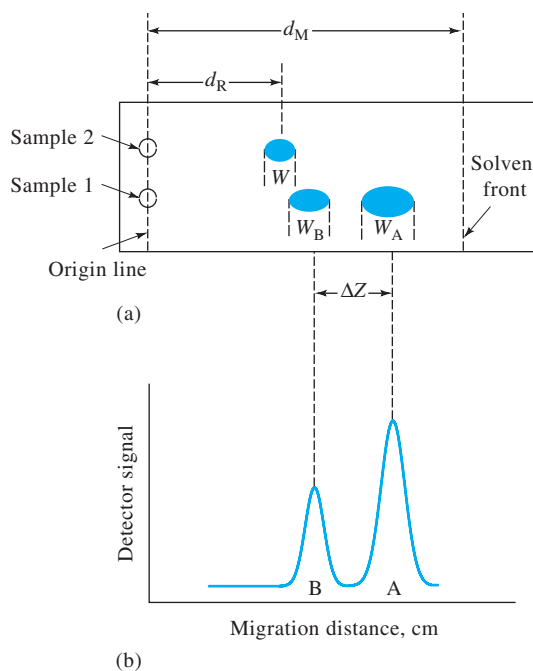 d_M
d_R
Sample 2
Sample 1
W
Solven
front
W_B
W_A
Origin line
(a)
ΔZ
Detector signal
B
A
Migration distance, cm
(b)